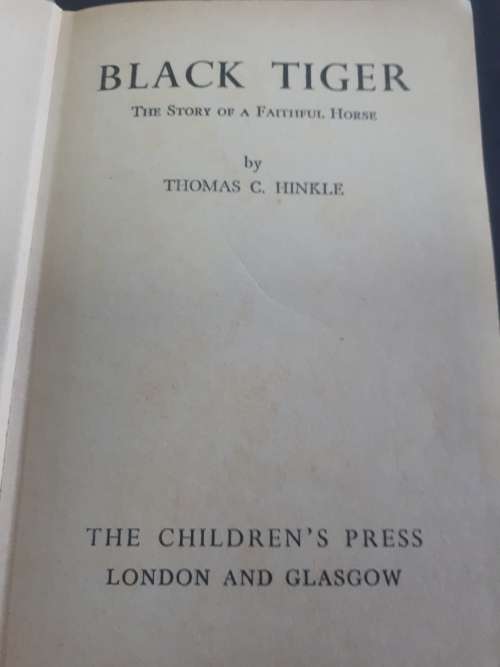 BLACK TIGER
THE STORY OF A FAITHFUL HORSE
by
THOMAS C. HINKLE
THE CHILDREN'S PRESS
LONDON AND GLASGOW